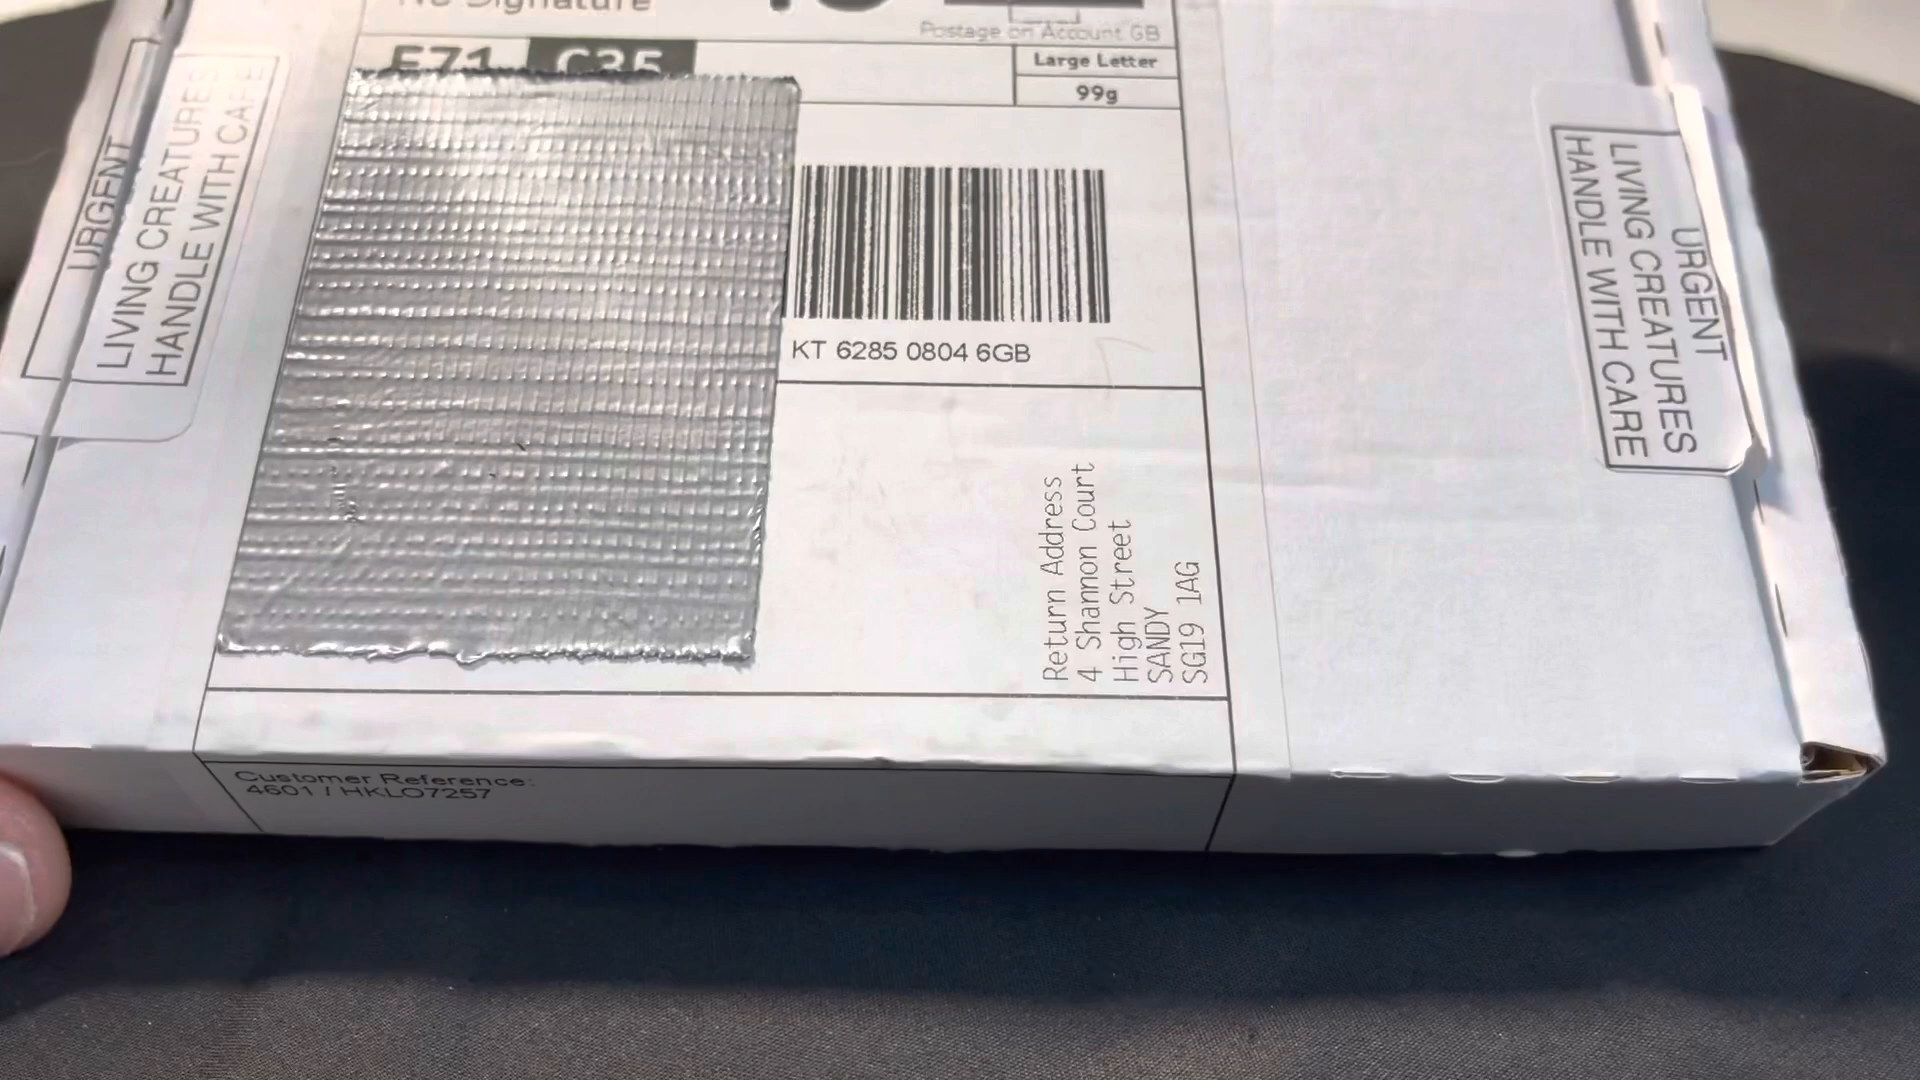 No Signature
Postage on Account GB
E71 C35
Large Letter
99g
KT 6285 0804 6GB
Return Address
4 Shannon Court
High Street
SANDY
SG19 1AG
Customer Reference:
4601 / HKLO7257
URGENT
LIVING CREATURES
HANDLE WITH CARE
URGENT
LIVING CREATURES
HANDLE WITH CARE